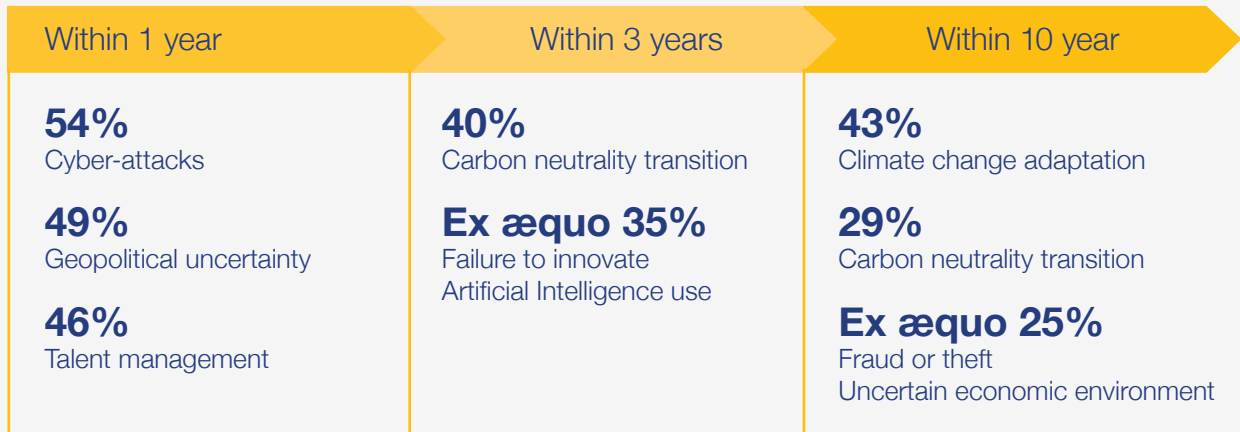 Within 1 year
Within 3 years
Within 10 year
54%
Cyber-attacks
49%
Geopolitical uncertainty
46%
Talent management
40%
Carbon neutrality transition
Ex æquo 35%
Failure to innovate
Artificial Intelligence use
43%
Climate change adaptation
29%
Carbon neutrality transition
Ex æquo 25%
Fraud or theft
Uncertain economic environment